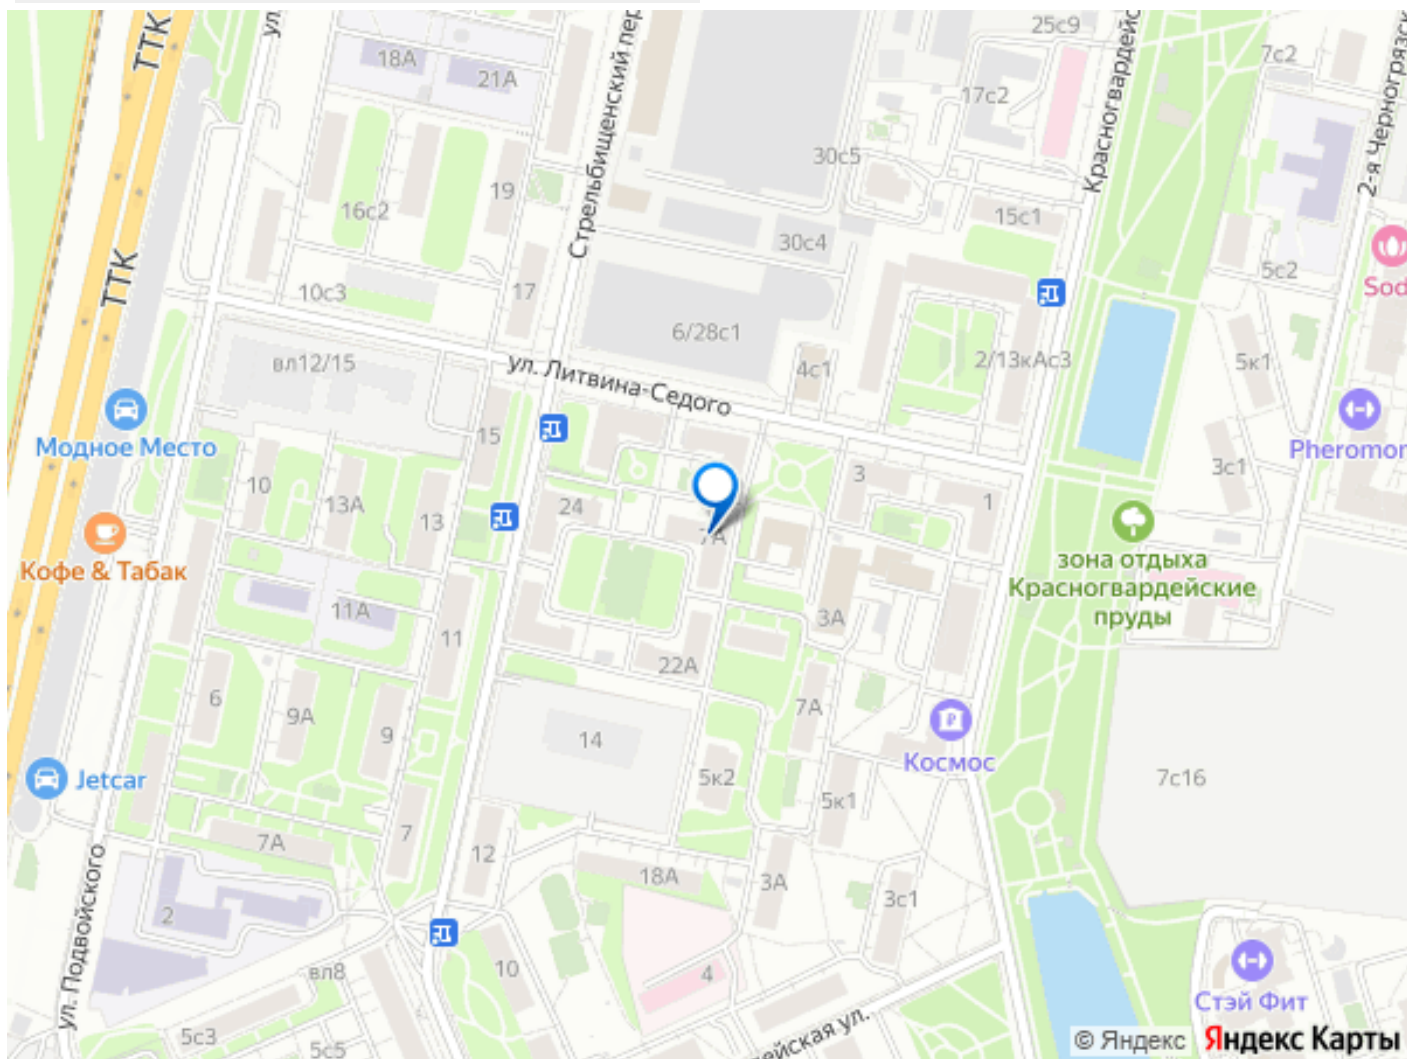 ТТК
ул.
18А
21А
Стрельбищенский пер
25с9
17с2
Красногвардейс
7с2
2-я Черногрязск
30с5
19
16с2
15с1
30с4
ТТК
5с2
Sod
10с3
17
6/28с1
вл12/15
ул. Литвина-Седого
4с1
2/13кАс3
5к1
Модное Место
15
Pheromor
3с1
10
13А
13
24
3
1
7А
Кофе & Табак
зона отдыха
Красногвардейские
пруды
11А
11
3А
22А
6
9А
9
7А
14
Космос
Jetcar
5к2
5к1
7с16
7А
7
12
18А
3А
3с1
ул. Подвойского
2
вл8
10
4
Стэй Фит
5с3
5с5
ейская ул.
© Яндекс Яндекс Карты